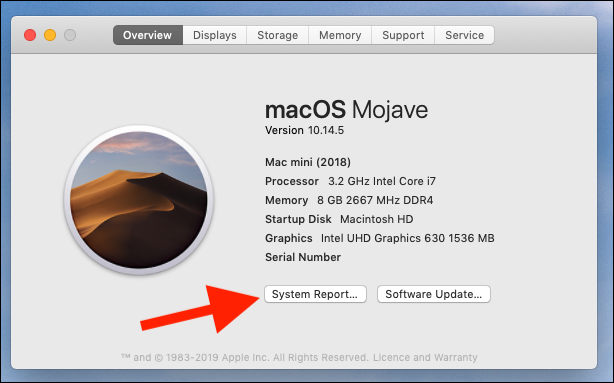 Overview Displays Storage Memory Support Service
macOS Mojave
Version 10.14.5
Mac mini (2018)
Processor 3.2 GHz Intel Core i7
Memory 8 GB 2667 MHz DDR4
Startup Disk Macintosh HD
Graphics Intel UHD Graphics 630 1536 MB
Serial Number
System Report... Software Update...
™ and © 1983-2019 Apple Inc. All Rights Reserved. Licence and Warranty